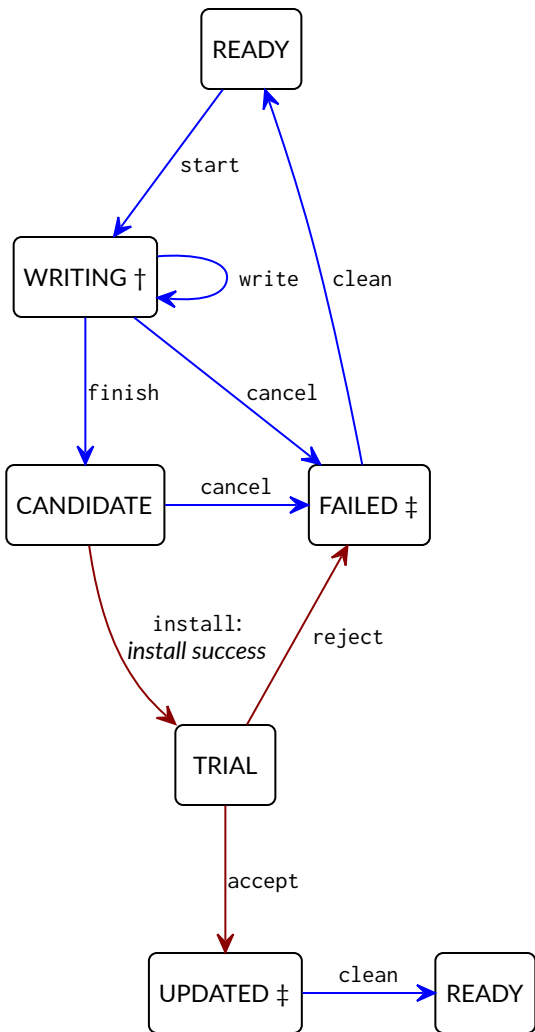 READY
start
WRITING †
write
clean
finish
cancel
CANDIDATE
cancel
FAILED ‡
install:
install success
reject
TRIAL
accept
UPDATED ‡
clean
READY